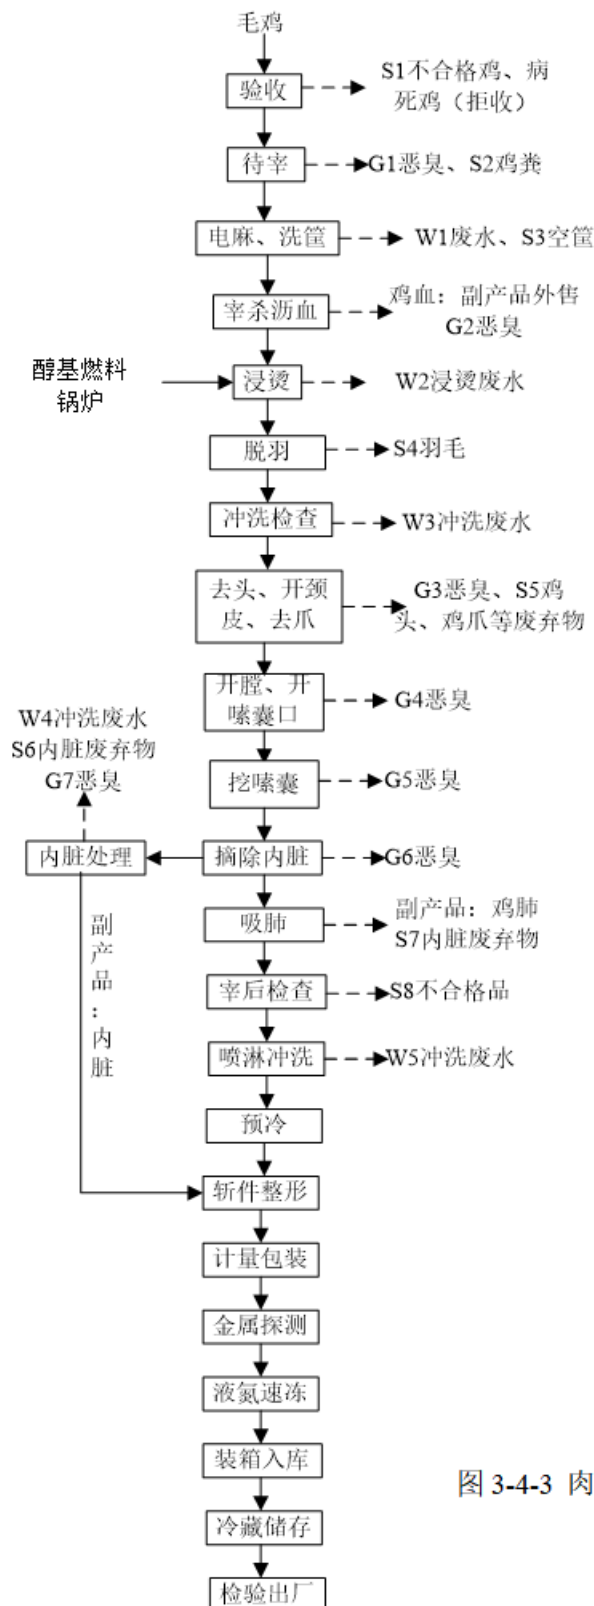 毛鸡
验收
S1不合格鸡、病
死鸡（拒收）
待宰
G1恶臭、S2鸡粪
电麻、洗筐
W1废水、S3空筐
宰杀沥血
鸡血：副产品外售
G2恶臭
醇基燃料
锅炉
浸烫
W2浸烫废水
脱羽
S4羽毛
冲洗检查
W3冲洗废水
去头、开颈
皮、去爪
G3恶臭、S5鸡
头、鸡爪等废弃物
开膛、开
嗉囊口
G4恶臭
挖嗉囊
G5恶臭
W4冲洗废水
S6内脏废弃物
G7恶臭
内脏处理
摘除内脏
G6恶臭
副产品：内脏
吸肺
副产品：鸡肺
S7内脏废弃物
宰后检查
S8不合格品
喷淋冲洗
W5冲洗废水
预冷
斩件整形
计量包装
金属探测
液氮速冻
装箱入库
冷藏储存
检验出厂
图 3-4-3 肉